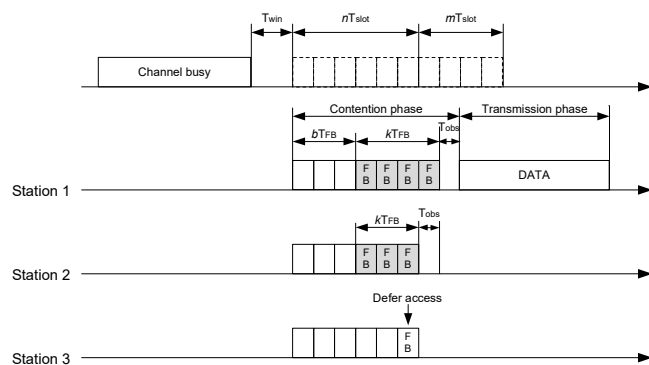 Twin
nTslot
mTslot
Channel busy
Contention phase
Transmission phase
bTFB
kTFB
Tobs
Station 1
F B
F B
F B
F B
DATA
kTFB
Tobs
Station 2
F B
F B
F B
Defer access
Station 3
F B